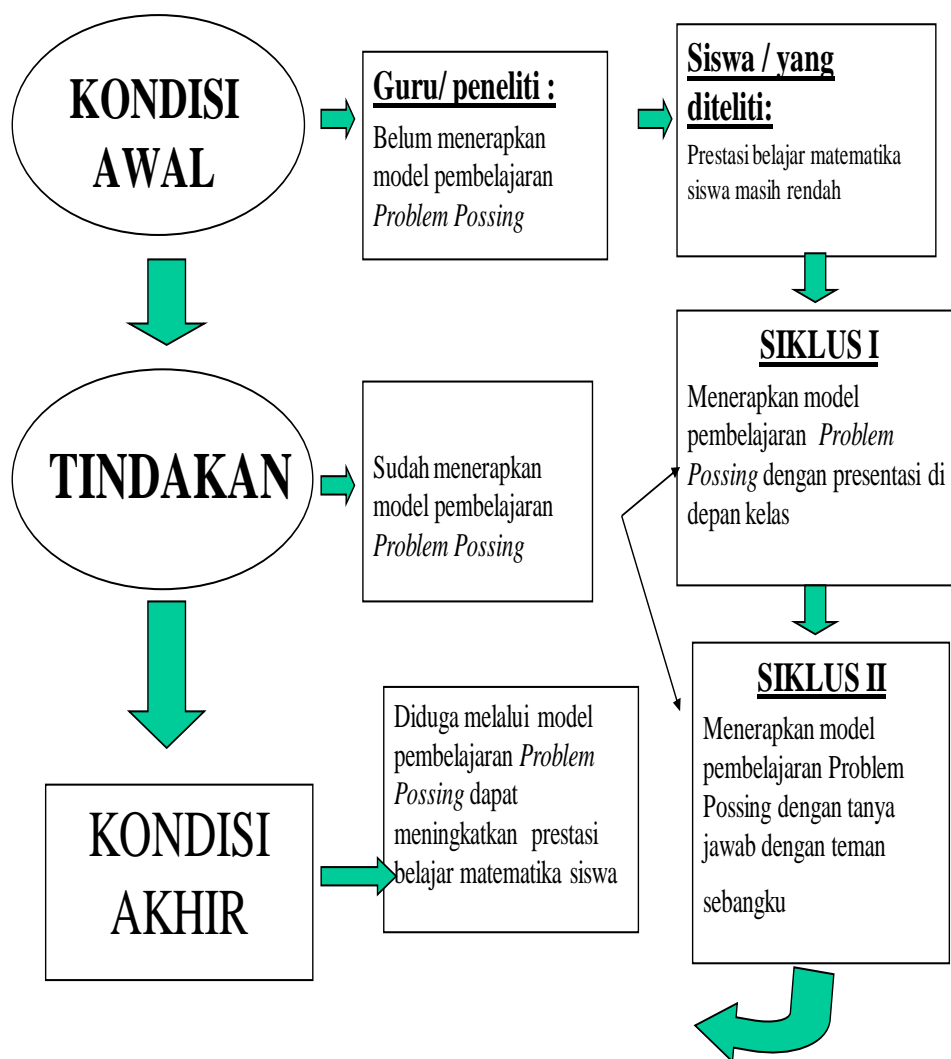 KONDISI
AWAL
Guru/ peneliti :
Belum menerapkan
model pembelajaran
Problem Possing
Siswa / yang
diteliti:
Prestasi belajar matematika
siswa masih rendah
TINDAKAN
Sudah menerapkan
model pembelajaran
Problem Possing
SIKLUS I
Menerapkan model
pembelajaran Problem
Possing dengan presentasi di
depan kelas
SIKLUS II
Menerapkan model
pembelajaran Problem
Possing dengan tanya
jawab dengan teman
sebangku
KONDISI
AKHIR
Diduga melalui model
pembelajaran Problem
Possing dapat
meningkatkan prestasi
belajar matematika siswa